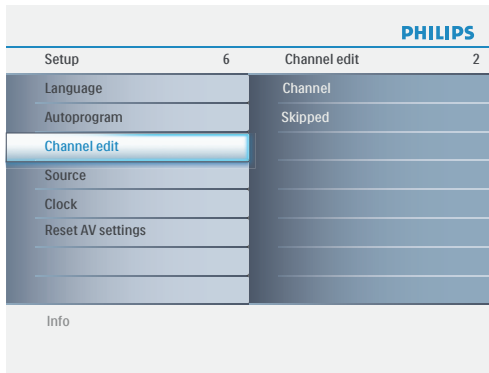 PHILIPS
Setup 6 Channel edit 2
Language Channel
Autoprogram Skipped
Channel edit
Source
Clock
Reset AV settings
Info